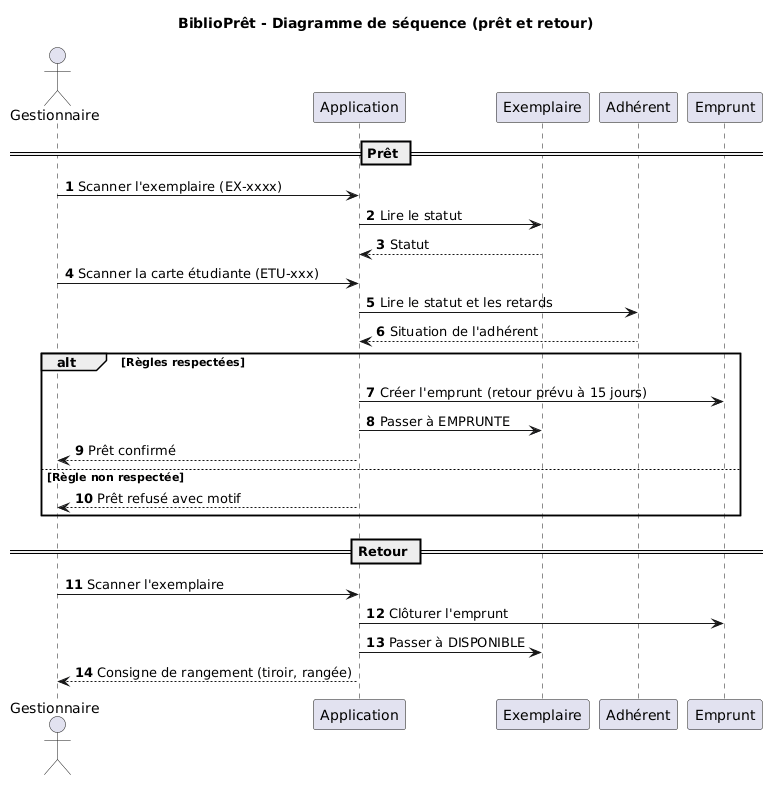 BiblioPrêt - Diagramme de séquence (prêt et retour)
Gestionnaire
Application
Exemplaire
Adhérent
Emprunt
Prêt
1 Scanner l'exemplaire (EX-xxxx)
2 Lire le statut
3 Statut
4 Scanner la carte étudiante (ETU-xxx)
5 Lire le statut et les retards
6 Situation de l'adhérent
alt [Règles respectées]
7 Créer l'emprunt (retour prévu à 15 jours)
8 Passer à EMPRUNTE
9 Prêt confirmé
[Règle non respectée]
10 Prêt refusé avec motif
Retour
11 Scanner l'exemplaire
12 Clôturer l'emprunt
13 Passer à DISPONIBLE
14 Consigne de rangement (tiroir, rangée)
Gestionnaire
Application
Exemplaire
Adhérent
Emprunt